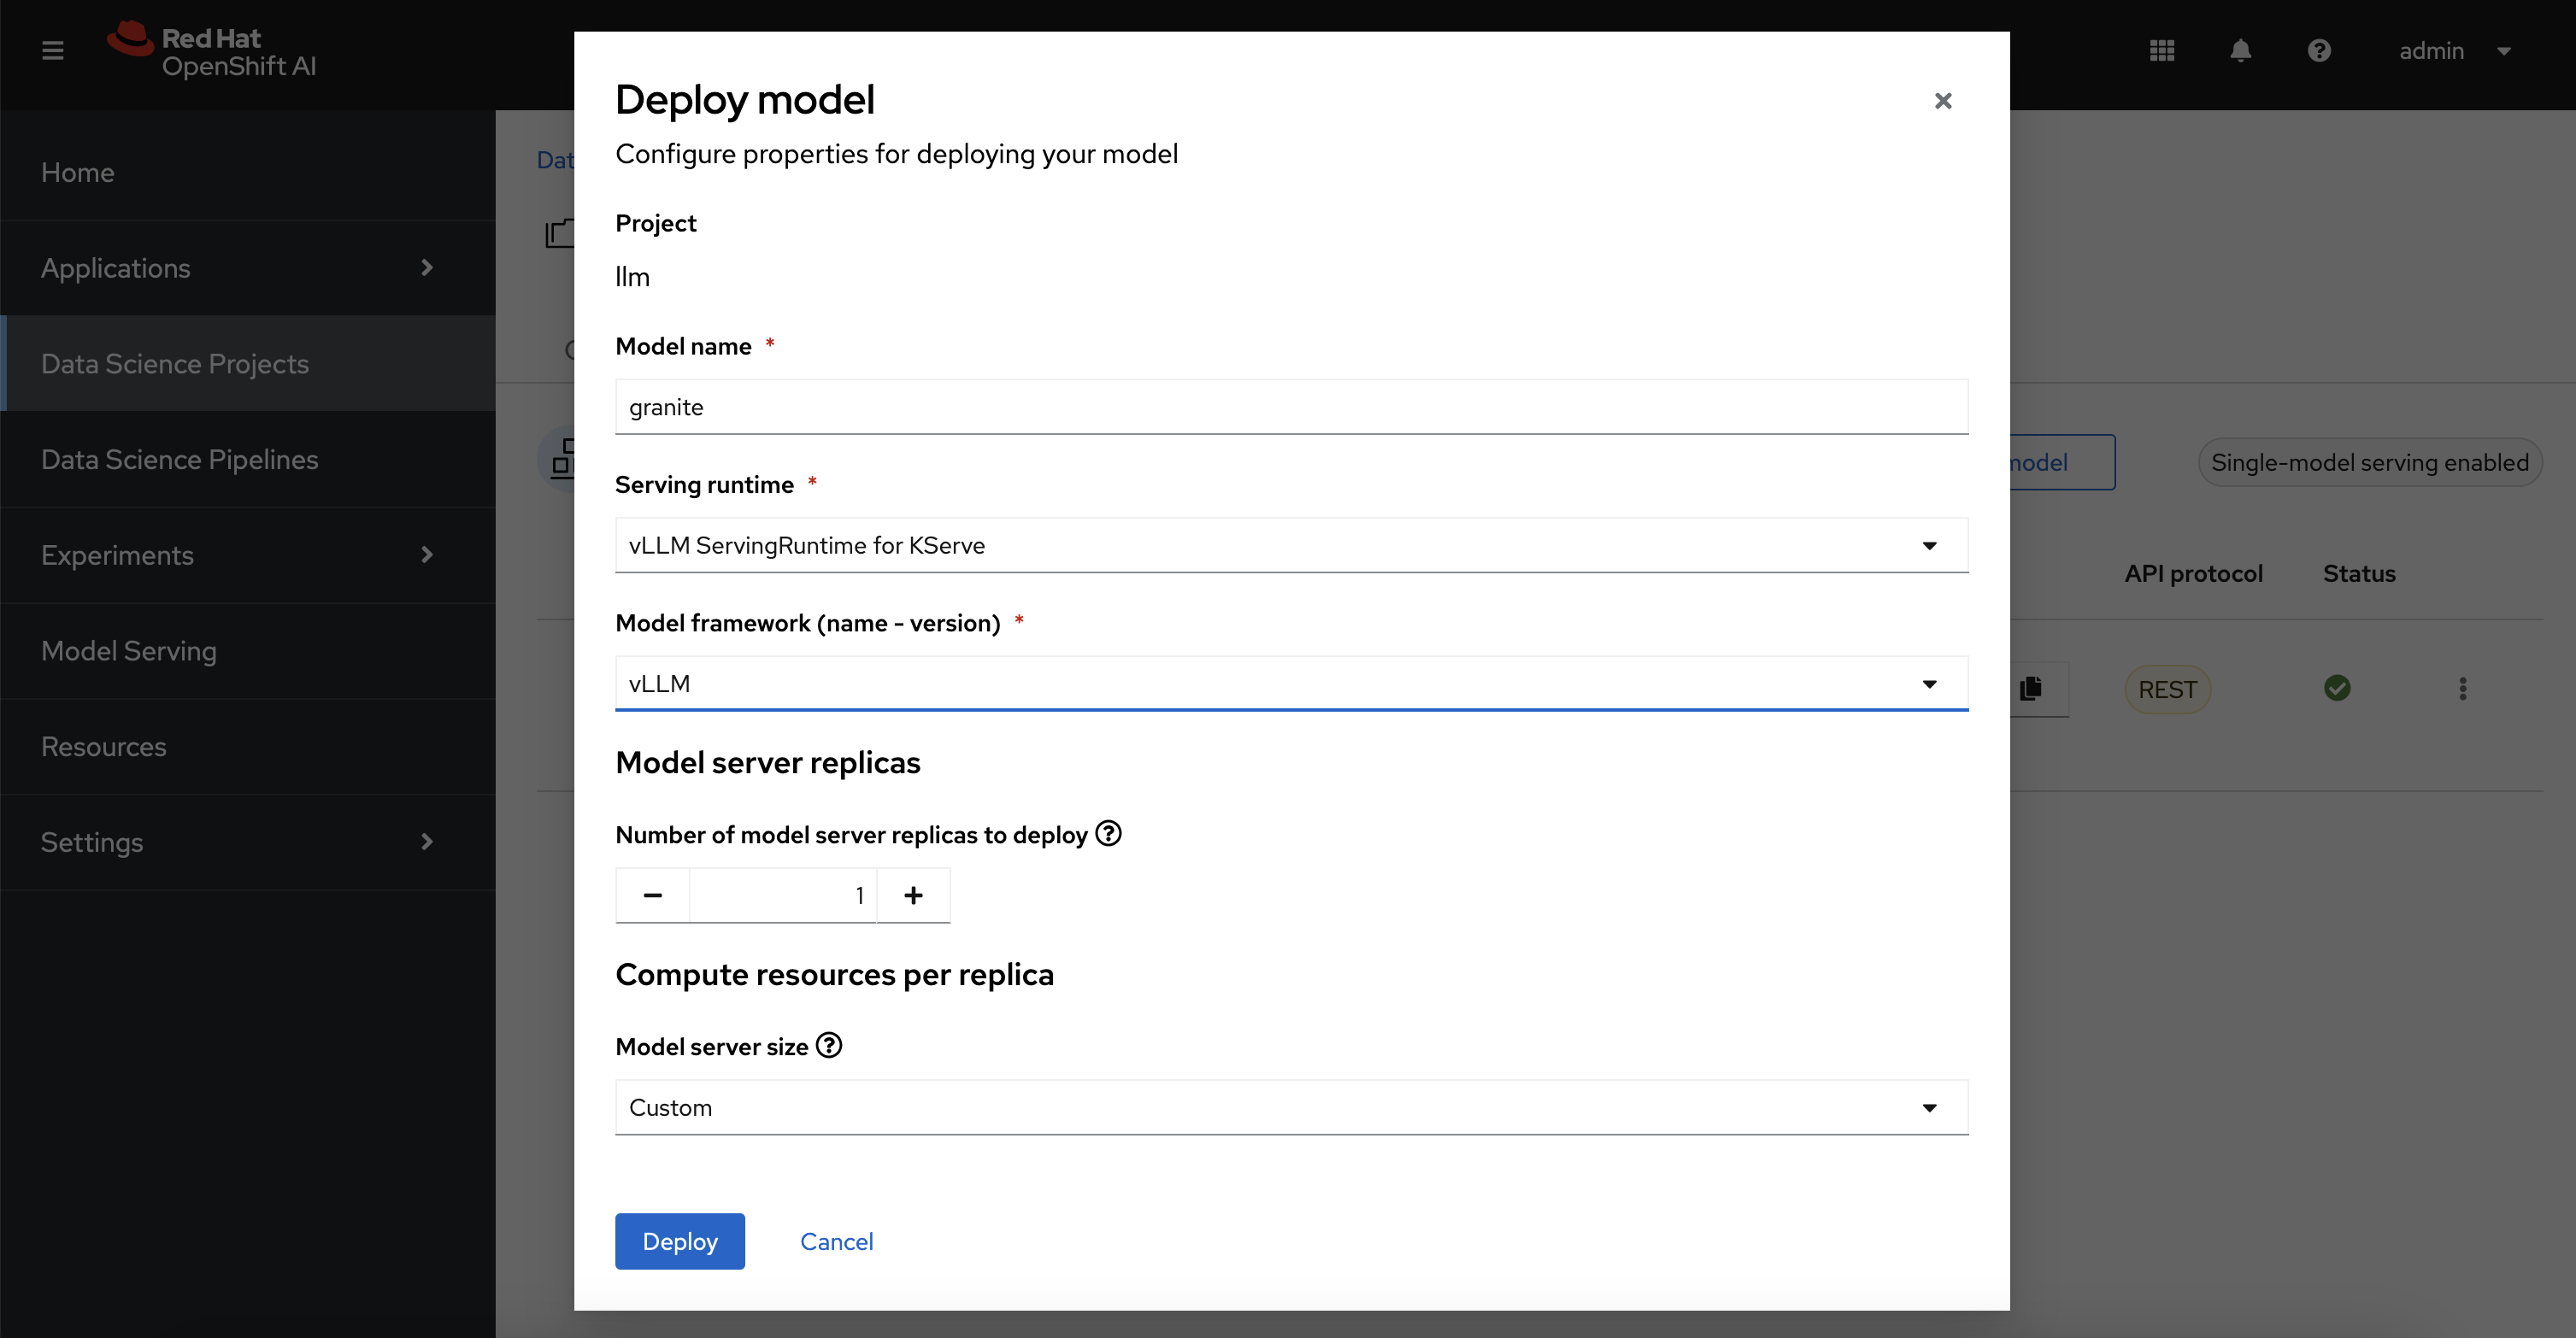 Red Hat
OpenShift AI
admin
Home
Applications
Data Science Projects
Data Science Pipelines
Experiments
Model Serving
Resources
Settings
Deploy model
Configure properties for deploying your model
Project
llm
Model name *
granite
Serving runtime *
vLLM ServingRuntime for KServe
Model framework (name - version) *
vLLM
Model server replicas
Number of model server replicas to deploy
1
Compute resources per replica
Model server size
Custom
Deploy
Cancel
Single-model serving enabled
API protocol
Status
REST